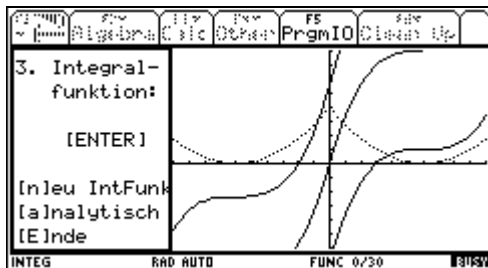 F5
Algebra Calc Other PrgmIO Clean Up
3. Integral-
funktion:
[ENTER]
[n]eu IntFunk
[a]nalytisch
[E]nde
INTEG RAD AUTO FUNC 0/30 BUSY